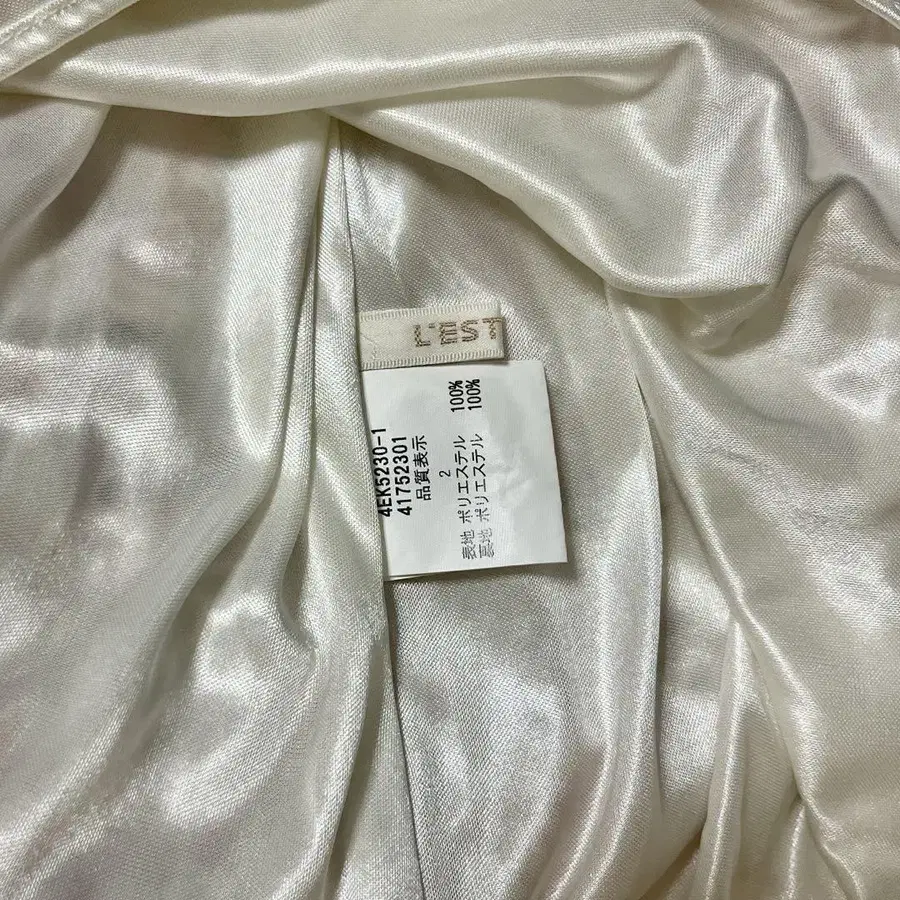 L'EST
4EK5230-1
41752301
品質表示
2
表地 ポリエステル 100%
裏地 ポリエステル 100%